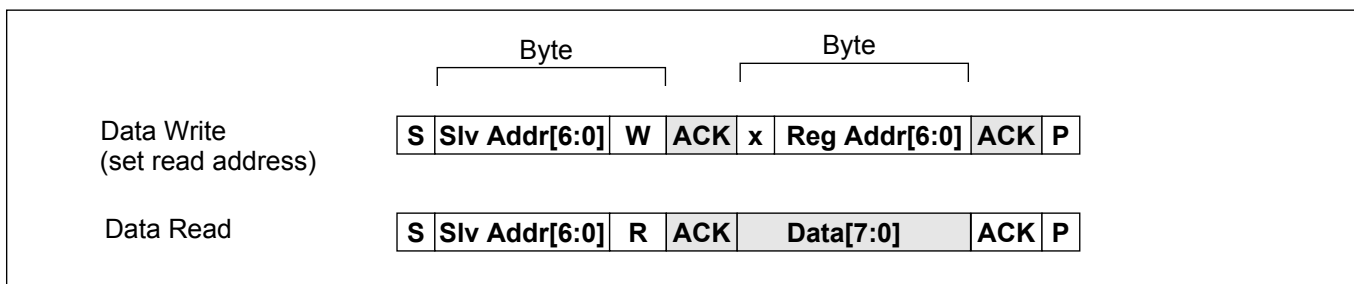 Byte Byte
Data Write S Slv Addr[6:0] W ACK x Reg Addr[6:0] ACK P
(set read address)
Data Read S Slv Addr[6:0] R ACK Data[7:0] ACK P